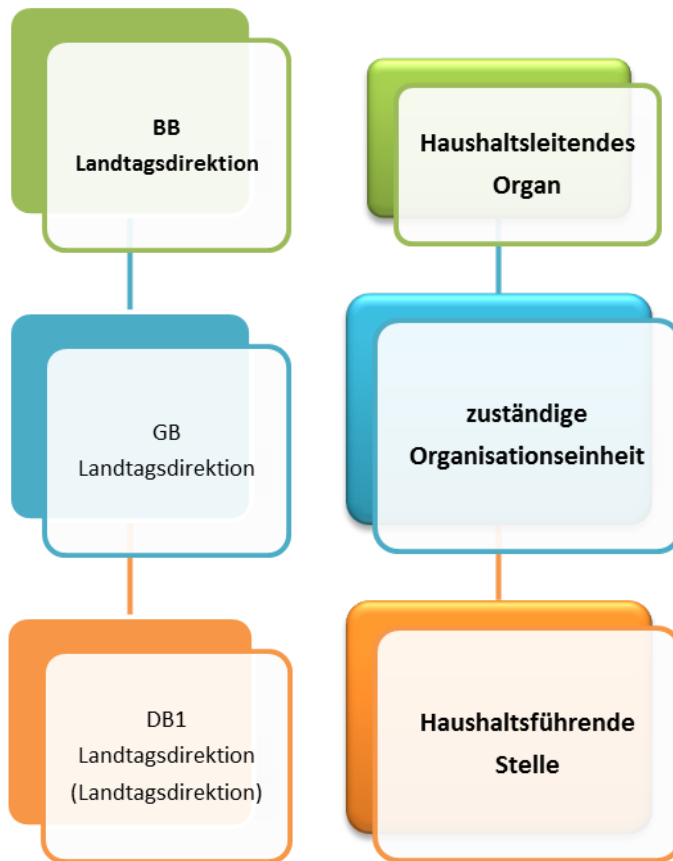 BB
Landtagsdirektion
Haushaltsleitendes
Organ
GB
Landtagsdirektion
zuständige
Organisationseinheit
DB1
Landtagsdirektion
(Landtagsdirektion)
Haushaltsführende
Stelle